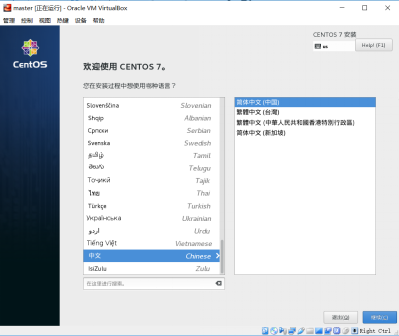 master [正在运行] - Oracle VM VirtualBox
管理 控制 视图 热键 设备 帮助
CentOS
CENTOS 7 安装
us
Help! (F1)
欢迎使用 CENTOS 7。
您在安装过程中想使用哪种语言？
Slovenščina Slovenian
Shqip Albanian
Српски Serbian
Svenska Swedish
தமிழ் Tamil
తెలుగు Telugu
Тоҷикӣ Tajik
ไทย Thai
Türkçe Turkish
Українська Ukrainian
اردو Urdu
Tiếng Việt Vietnamese
中文 Chinese
IsiZulu Zulu
简体中文 (中国)
繁體中文 (台灣)
繁體中文 (中華人民共和國香港特別行政區)
简体中文 (新加坡)
在这里进行搜索。
退出(Q)
继续(C)
Right Ctrl